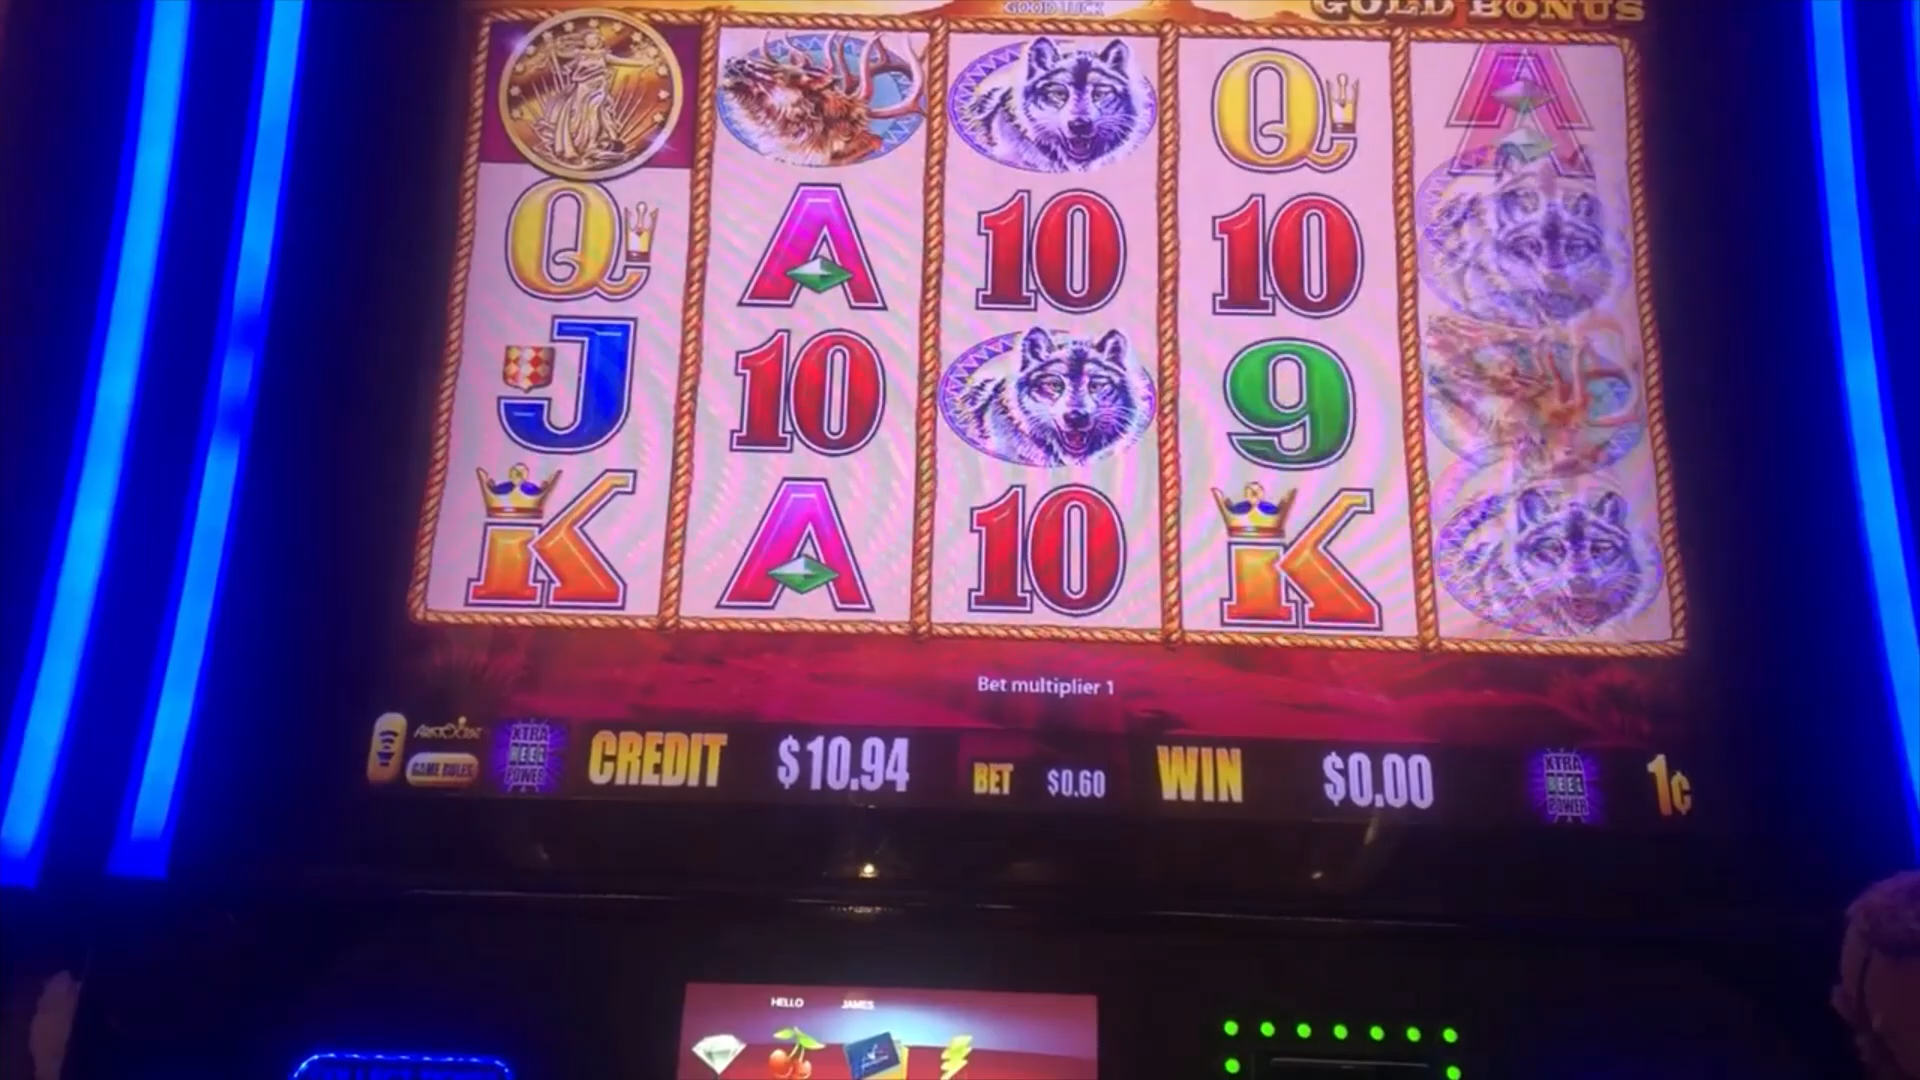 GOOD LUCK
GOLD BONUS
Q A
Q A 10 10
J 10 9
K A 10 K
Bet multiplier 1
ARISTOCRAT
GAME RULES
XTRA REEL POWER
CREDIT $10.94 BET $0.60 WIN $0.00
XTRA REEL POWER
1¢
HELLO JAMES